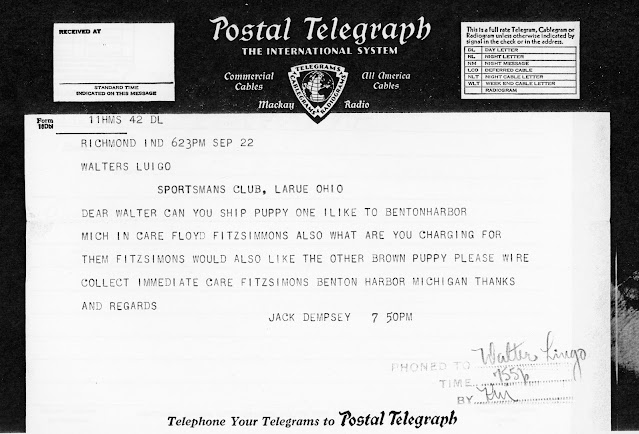 RECEIVED AT
STANDARD TIME
INDICATED ON THIS MESSAGE
Postal Telegraph
THE INTERNATIONAL SYSTEM
Commercial
Cables
TELEGRAMS
CABLEGRAMS
RADIOGRAMS
All America
Cables
Mackay Radio
This is a full rate Telegram, Cablegram or
Radiogram unless otherwise indicated by
signal in the check or in the address.
DL DAY LETTER
NL NIGHT LETTER
NM NIGHT MESSAGE
LCO DEFERRED CABLE
NLT NIGHT CABLE LETTER
WLT WEEK END CABLE LETTER
RADIOGRAM
Form
16DN
11HMS 42 DL
RICHMOND IND 623PM SEP 22
WALTERS LUIGO
SPORTSMANS CLUB, LARUE OHIO
DEAR WALTER CAN YOU SHIP PUPPY ONE ILIKE TO BENTONHARBOR
MICH IN CARE FLOYD FITZSIMMONS ALSO WHAT ARE YOU CHARGING FOR
THEM FITZSIMONS WOULD ALSO LIKE THE OTHER BROWN PUPPY PLEASE WIRE
COLLECT IMMEDIATE CARE FITZSIMONS BENTON HARBOR MICHIGAN THANKS
AND REGARDS
JACK DEMPSEY 7 50PM
PHONED TO Walter Lingo
TIME 755p
BY
Telephone Your Telegrams to Postal Telegraph